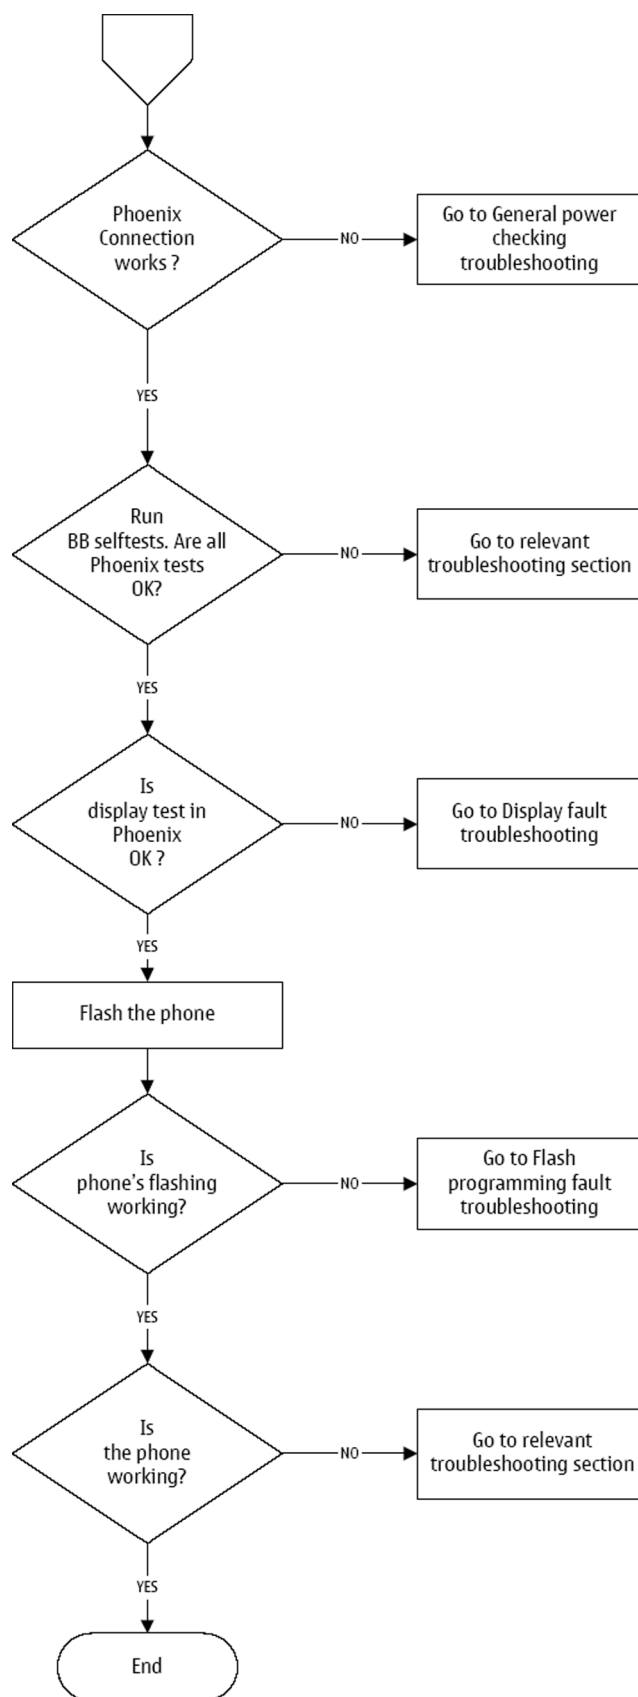 Phoenix
Connection
works ?
NO
Go to General power
checking
troubleshooting
YES
Run
BB selftests. Are all
Phoenix tests
OK?
NO
Go to relevant
troubleshooting section
YES
Is
display test in
Phoenix
OK ?
NO
Go to Display fault
troubleshooting
YES
Flash the phone
Is
phone's flashing
working?
NO
Go to Flash
programming fault
troubleshooting
YES
Is
the phone
working?
NO
Go to relevant
troubleshooting section
YES
End